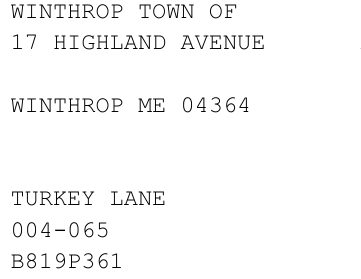 WINTHROP TOWN OF
17 HIGHLAND AVENUE
WINTHROP ME 04364
TURKEY LANE
004-065
B819P361